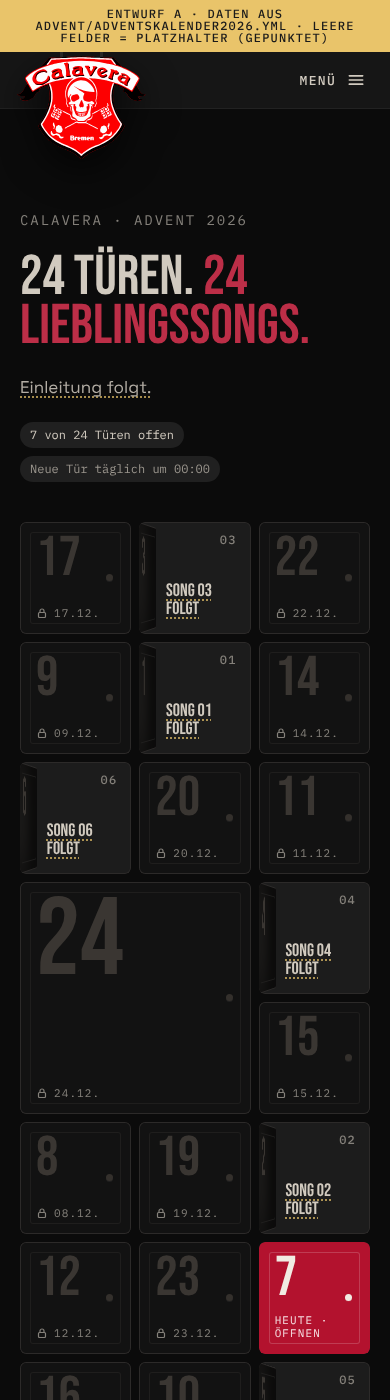 ENTWURF A · DATEN AUS
ADVENT/ADVENTSKALENDER2026.YML · LEERE
FELDER = PLATZHALTER (GEPUNKTET)
Calavera
Bremen
MENÜ
CALAVERA · ADVENT 2026
24 TÜREN. 24
LIEBLINGSSONGS.
Einleitung folgt.
7 von 24 Türen offen
Neue Tür täglich um 00:00
17
17.12.
03
SONG 03
FOLGT
22
22.12.
9
09.12.
01
SONG 01
FOLGT
14
14.12.
06
SONG 06
FOLGT
20
20.12.
11
11.12.
24
24.12.
04
SONG 04
FOLGT
15
15.12.
8
08.12.
19
19.12.
02
SONG 02
FOLGT
12
12.12.
23
23.12.
7
HEUTE ·
ÖFFNEN
16
10
05